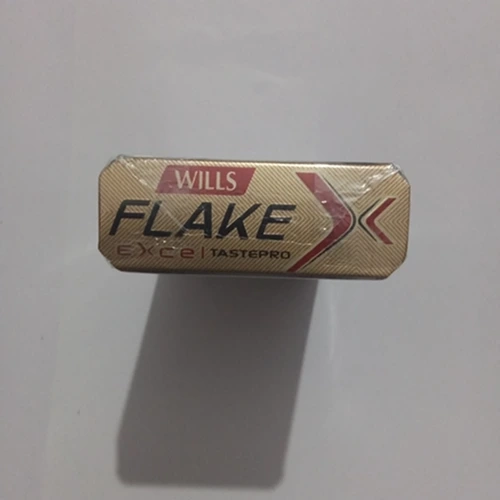 WILLS
FLAKE
Excel | TASTEPRO